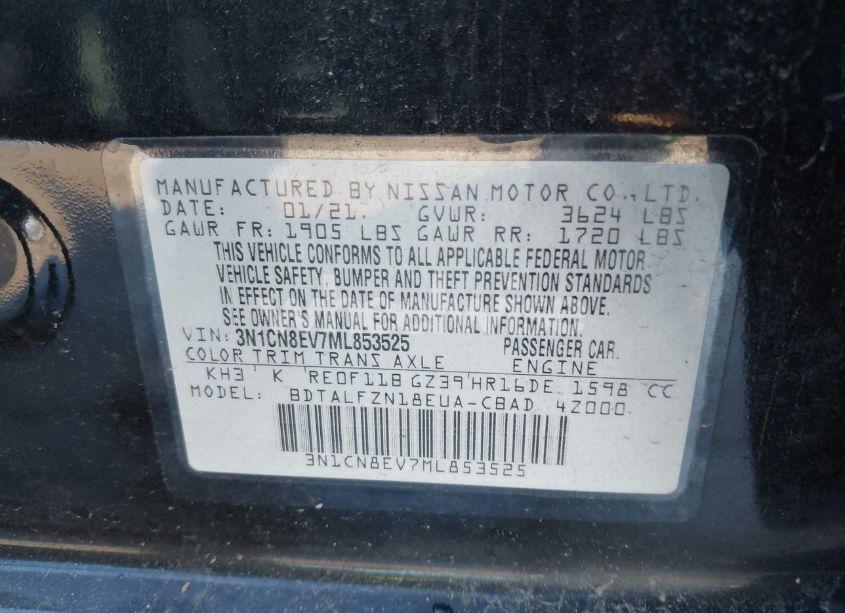 MANUFACTURED BY NISSAN MOTOR CO., LTD.
DATE: 01/21 GVWR: 3624 LBS
GAWR FR: 1905 LBS GAWR RR: 1720 LBS
THIS VEHICLE CONFORMS TO ALL APPLICABLE FEDERAL MOTOR
VEHICLE SAFETY, BUMPER AND THEFT PREVENTION STANDARDS
IN EFFECT ON THE DATE OF MANUFACTURE SHOWN ABOVE.
SEE OWNER'S MANUAL FOR ADDITIONAL INFORMATION.
VIN: 3N1CN8EV7ML853525 PASSENGER CAR.
COLOR TRIM TRANS AXLE ENGINE
KH3 K RE0F11B GZ39 HR16DE 1598 CC
MODEL: BDTALFZN18EUA-CBAD 4Z000
3N1CN8EV7ML853525